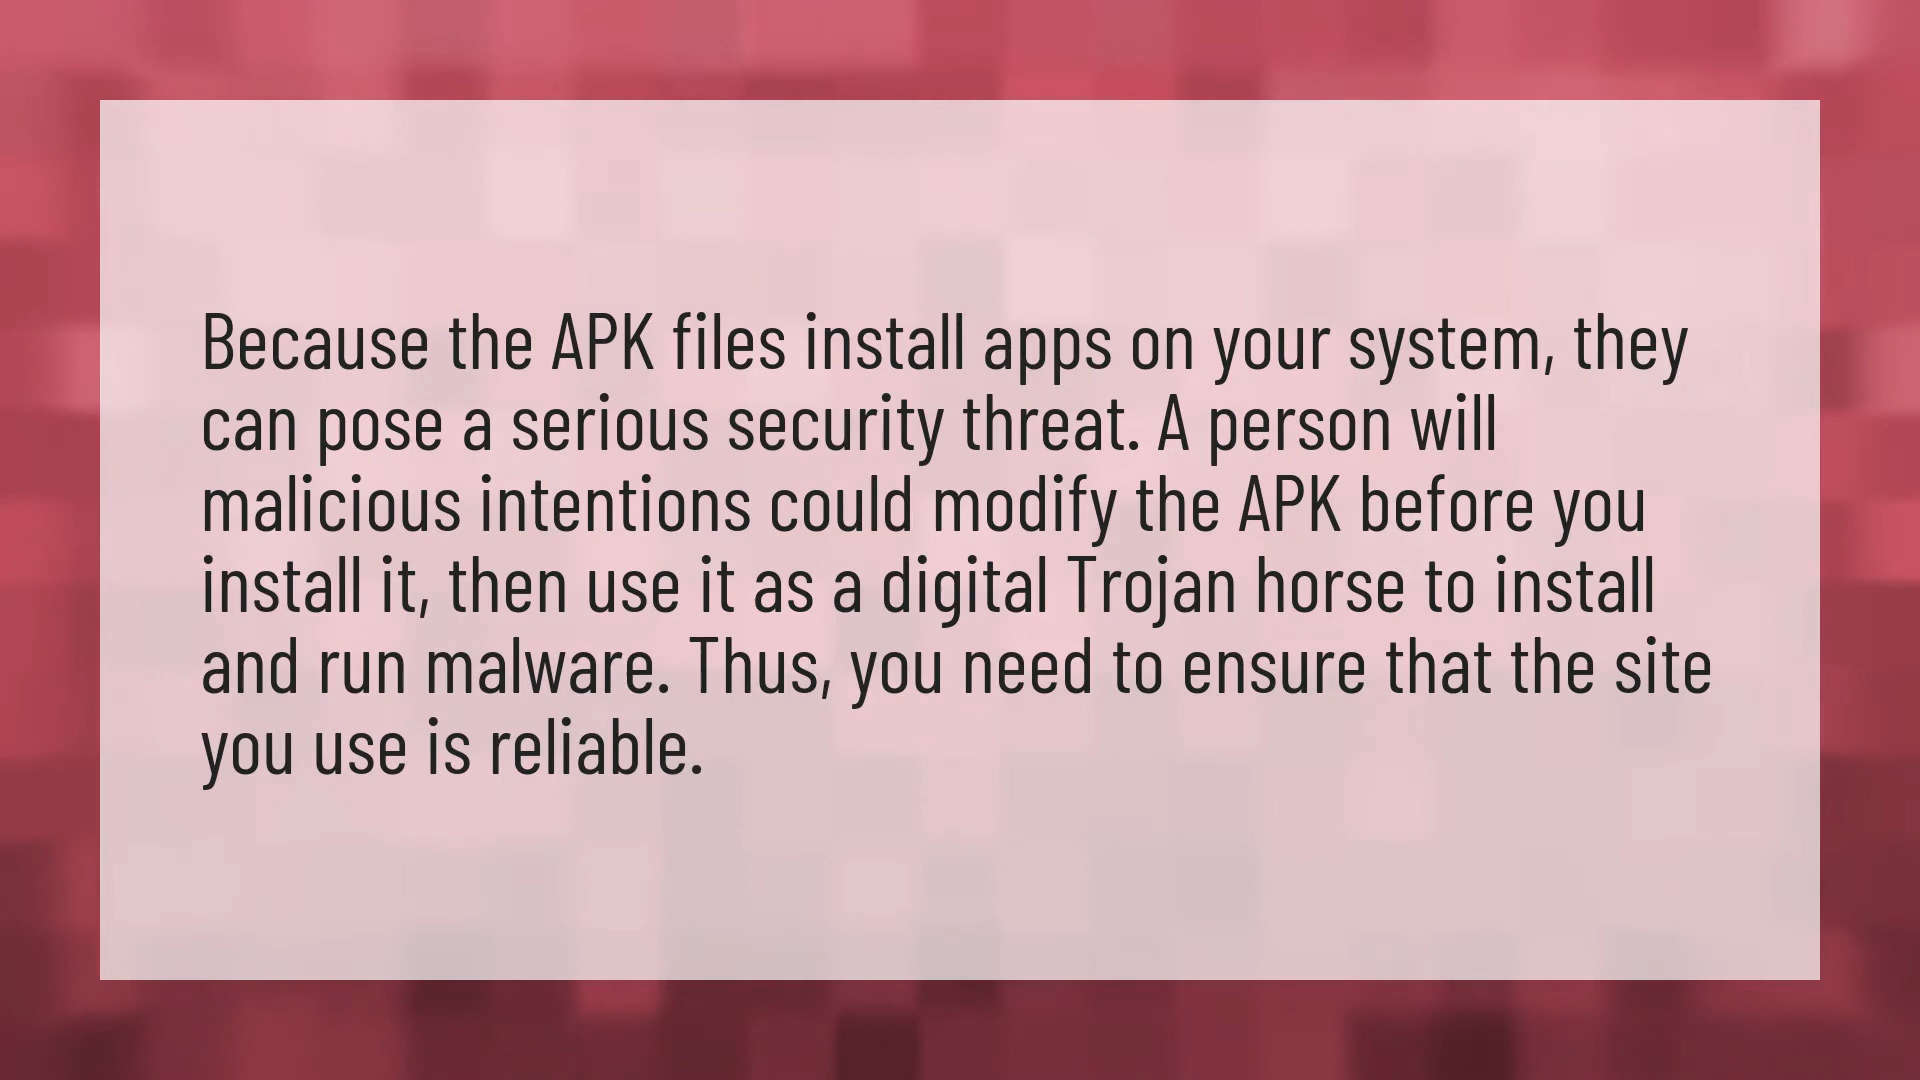 Because the APK files install apps on your system, they
can pose a serious security threat. A person will
malicious intentions could modify the APK before you
install it, then use it as a digital Trojan horse to install
and run malware. Thus, you need to ensure that the site
you use is reliable.